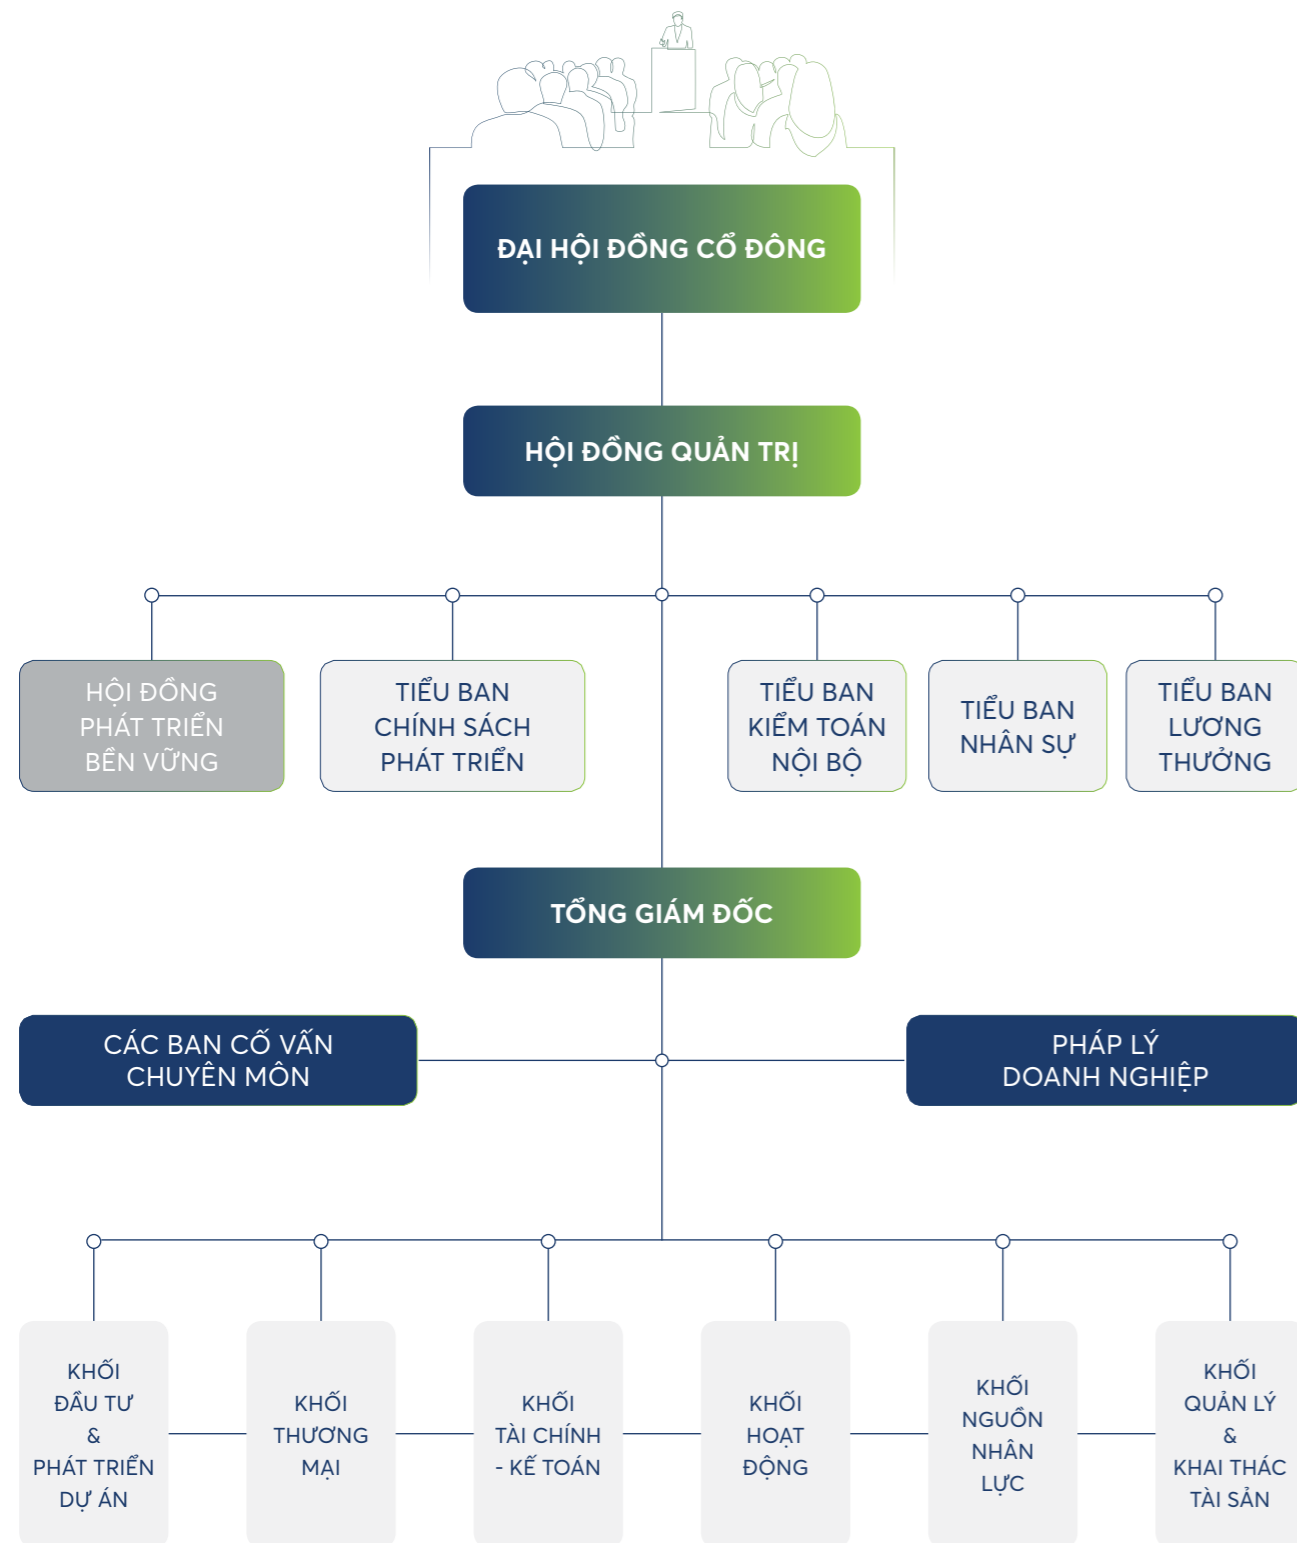 ĐẠI HỘI ĐỒNG CỔ ĐÔNG
HỘI ĐỒNG QUẢN TRỊ
HỘI ĐỒNG
PHÁT TRIỂN
BỀN VỮNG
TIỂU BAN
CHÍNH SÁCH
PHÁT TRIỂN
TIỂU BAN
KIỂM TOÁN
NỘI BỘ
TIỂU BAN
NHÂN SỰ
TIỂU BAN
LƯƠNG
THƯỞNG
TỔNG GIÁM ĐỐC
CÁC BAN CỐ VẤN
CHUYÊN MÔN
PHÁP LÝ
DOANH NGHIỆP
KHỐI
ĐẦU TƯ
&
PHÁT TRIỂN
DỰ ÁN
KHỐI
THƯƠNG
MẠI
KHỐI
TÀI CHÍNH
- KẾ TOÁN
KHỐI
HOẠT
ĐỘNG
KHỐI
NGUỒN
NHÂN
LỰC
KHỐI
QUẢN LÝ
&
KHAI THÁC
TÀI SẢN